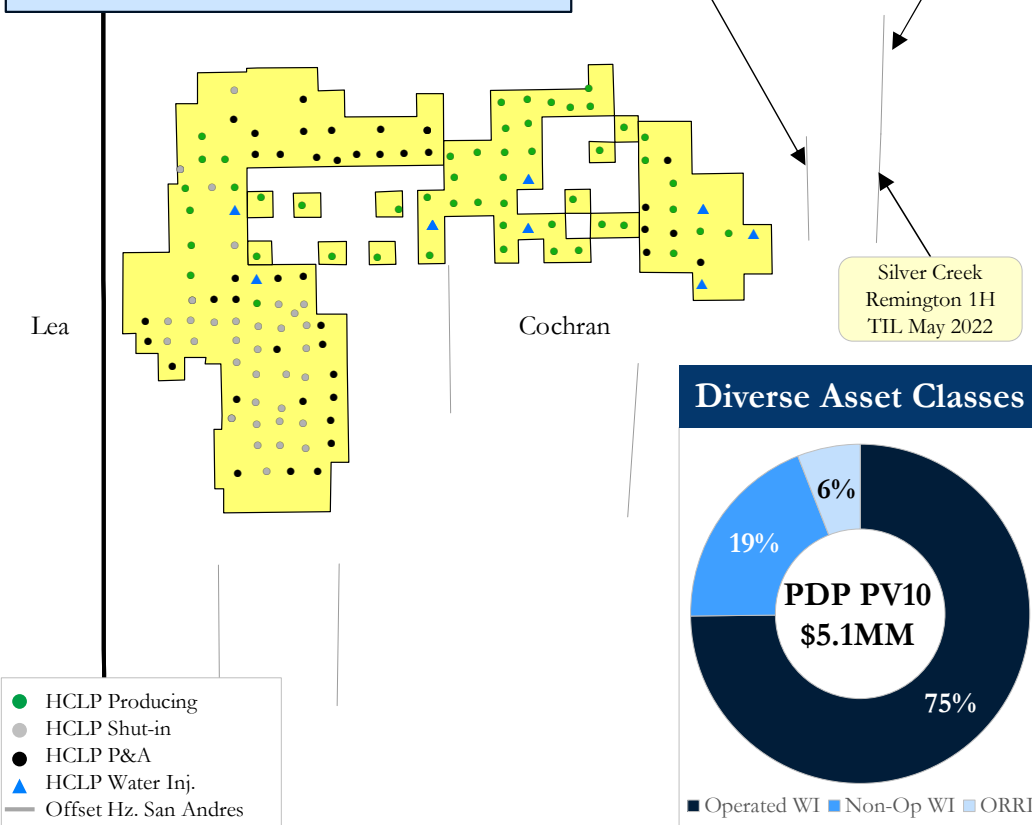 Lea
Cochran
Silver Creek
Remington 1H
TIL May 2022
Diverse Asset Classes
6%
19%
PDP PV10
$5.1MM
75%
Operated WI Non-Op WI ORRI
HCLP Producing
HCLP Shut-in
HCLP P&A
HCLP Water Inj.
Offset Hz. San Andres